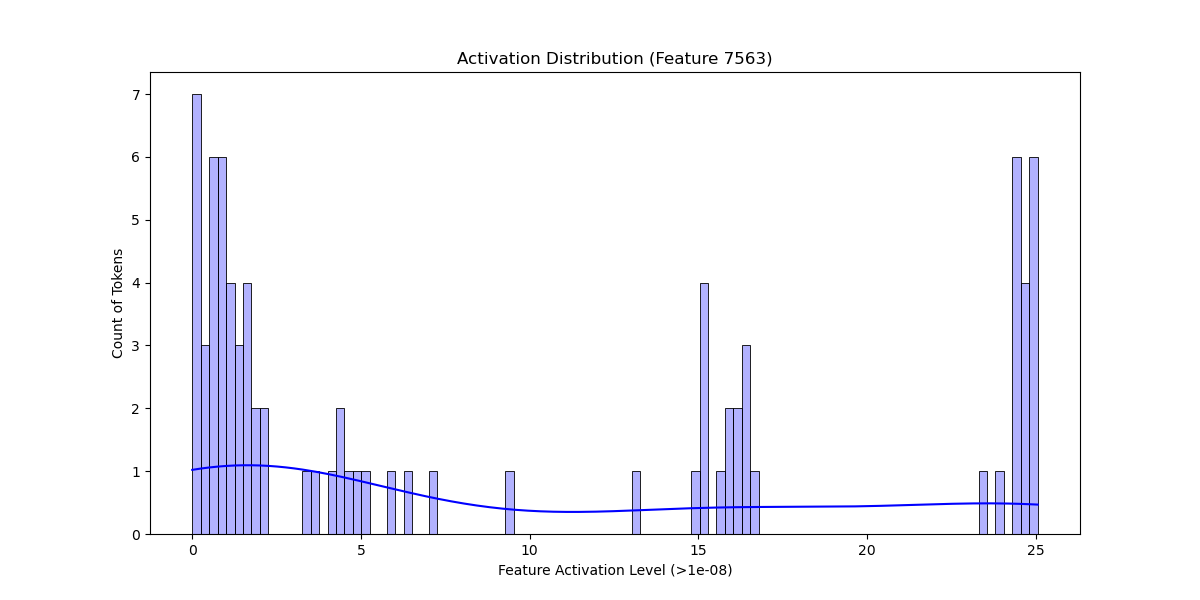 Activation Distribution (Feature 7563)
7
6
5
4
3
2
1
0
Count of Tokens
0 5 10 15 20 25
Feature Activation Level (>1e-08)